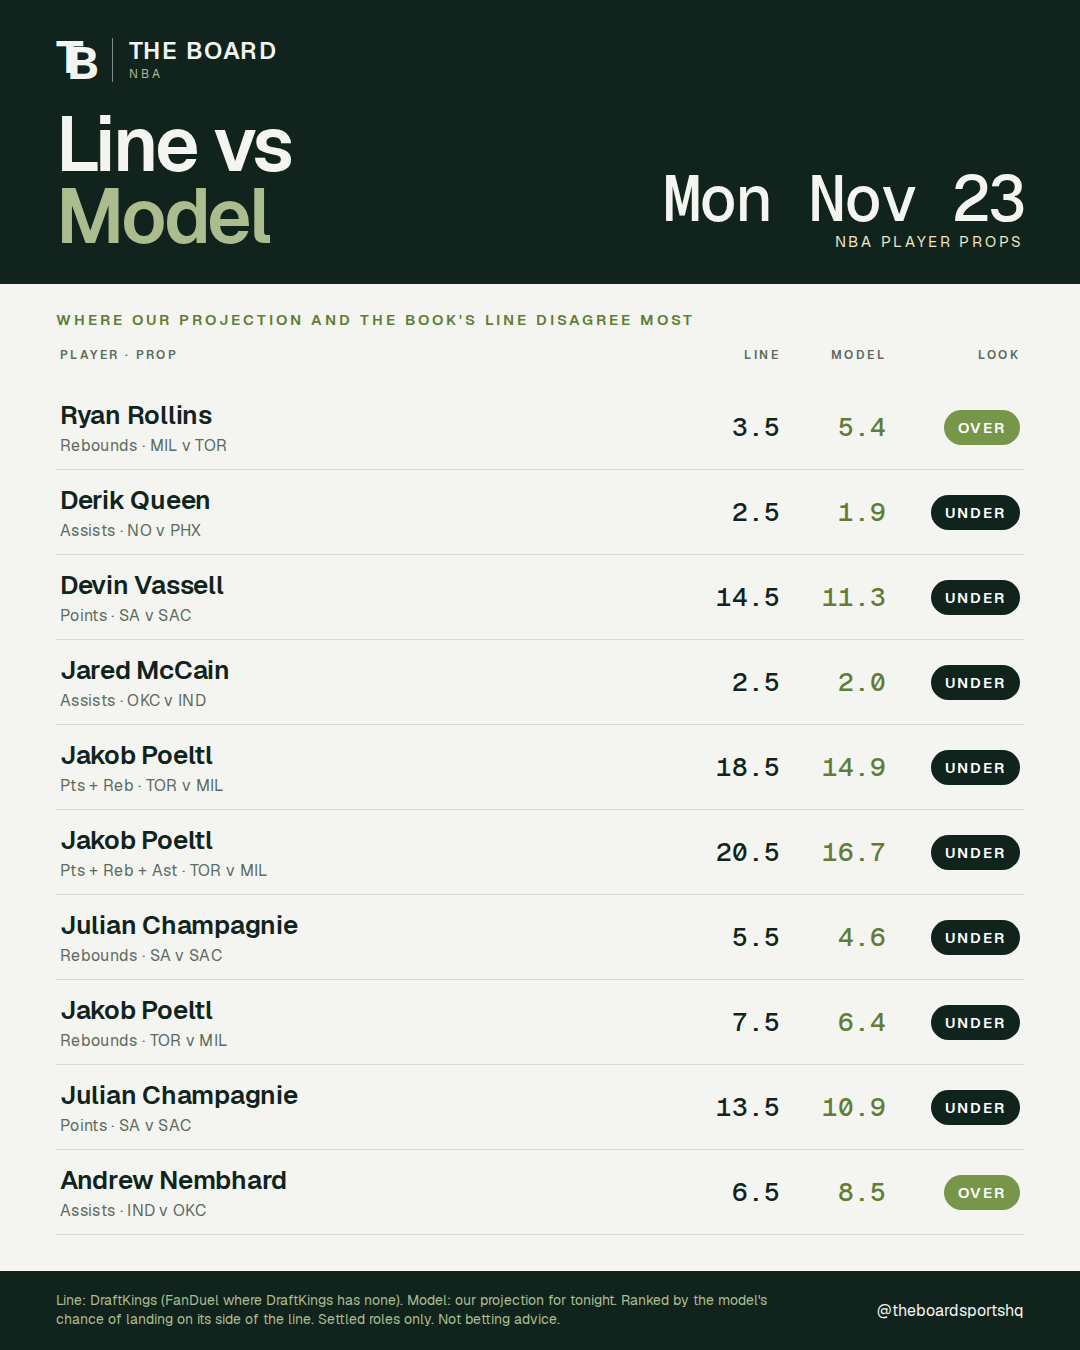 TB
THE BOARD
NBA
Line vs
Model
Mon Nov 23
NBA PLAYER PROPS
WHERE OUR PROJECTION AND THE BOOK'S LINE DISAGREE MOST
PLAYER · PROP LINE MODEL LOOK
Ryan Rollins
Rebounds · MIL v TOR
3.5 5.4 OVER
Derik Queen
Assists · NO v PHX
2.5 1.9 UNDER
Devin Vassell
Points · SA v SAC
14.5 11.3 UNDER
Jared McCain
Assists · OKC v IND
2.5 2.0 UNDER
Jakob Poeltl
Pts + Reb · TOR v MIL
18.5 14.9 UNDER
Jakob Poeltl
Pts + Reb + Ast · TOR v MIL
20.5 16.7 UNDER
Julian Champagnie
Rebounds · SA v SAC
5.5 4.6 UNDER
Jakob Poeltl
Rebounds · TOR v MIL
7.5 6.4 UNDER
Julian Champagnie
Points · SA v SAC
13.5 10.9 UNDER
Andrew Nembhard
Assists · IND v OKC
6.5 8.5 OVER
Line: DraftKings (FanDuel where DraftKings has none). Model: our projection for tonight. Ranked by the model's
chance of landing on its side of the line. Settled roles only. Not betting advice.
@theboardsportshq